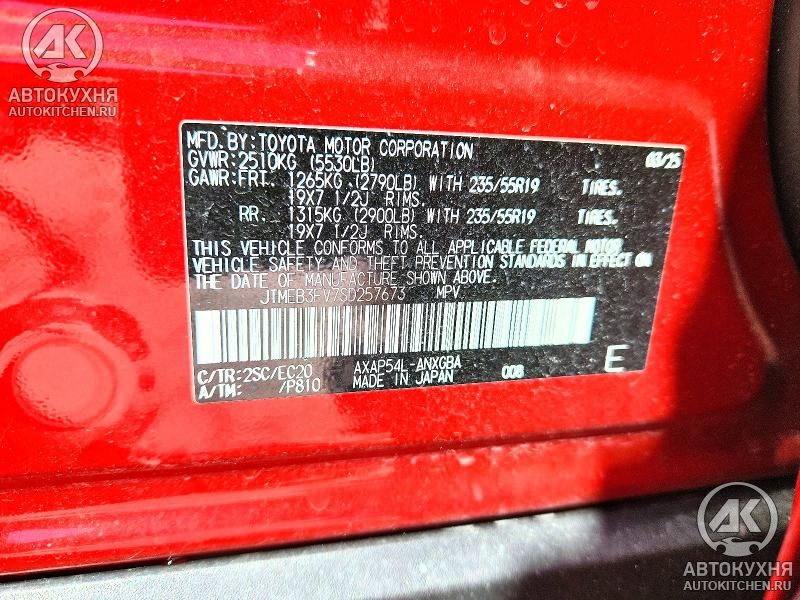 AK
АВТОКУХНЯ
AUTOKITCHEN.RU
MFD. BY: TOYOTA MOTOR CORPORATION 03/25
GVWR: 2510KG (5530LB)
GAWR: FRT. 1265KG (2790LB) WITH 235/55R19 TIRES.
19X7 1/2J RIMS.
RR. 1315KG (2900LB) WITH 235/55R19 TIRES.
19X7 1/2J RIMS.
THIS VEHICLE CONFORMS TO ALL APPLICABLE FEDERAL MOTOR
VEHICLE SAFETY AND THEFT PREVENTION STANDARDS IN EFFECT ON
THE DATE OF MANUFACTURE SHOWN ABOVE.
JTMEB3FV7SD257673 MPV
C/TR: 2SC/EC20 AXAP54L-ANXGBA
A/TM: /P810 MADE IN JAPAN 008 E
AK
АВТОКУХНЯ
AUTOKITCHEN.RU